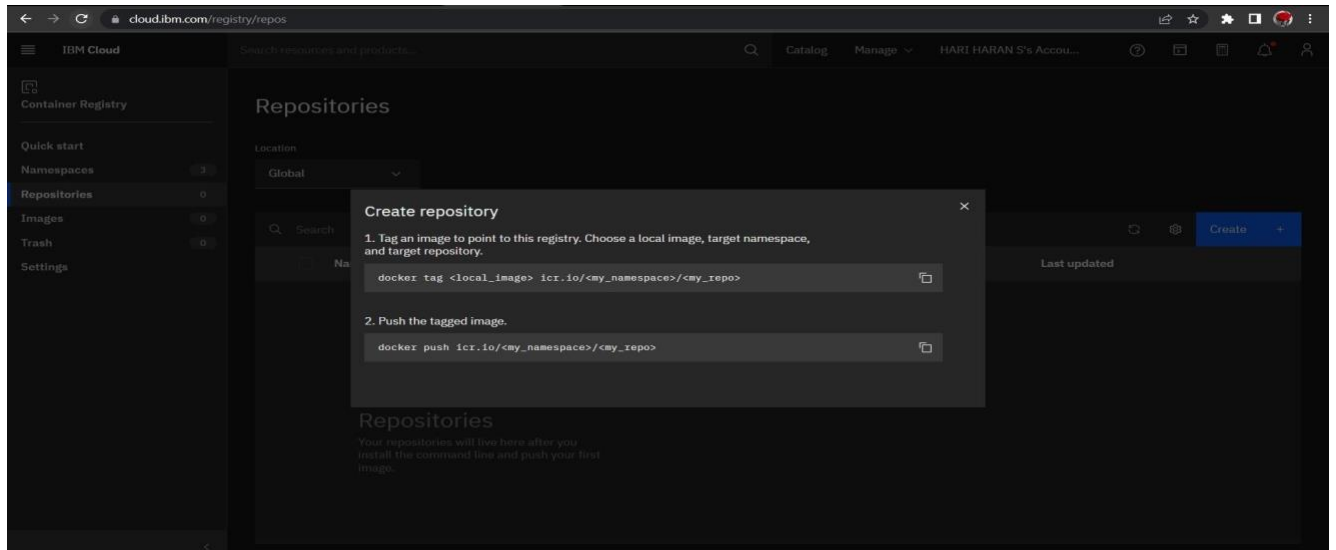 cloud.ibm.com/registry/repos
IBM Cloud
Search resources and products...
Catalog
Manage
HARI HARAN S's Accou...
Container Registry
Quick start
Namespaces 3
Repositories 0
Images 0
Trash 0
Settings
Repositories
Location
Global
Search
Create +
Na
Last updated
Create repository
1. Tag an image to point to this registry. Choose a local image, target namespace,
and target repository.
docker tag <local_image> icr.io/<my_namespace>/<my_repo>
2. Push the tagged image.
docker push icr.io/<my_namespace>/<my_repo>
Repositories
Your repositories will live here after you
install the command line and push your first
image.